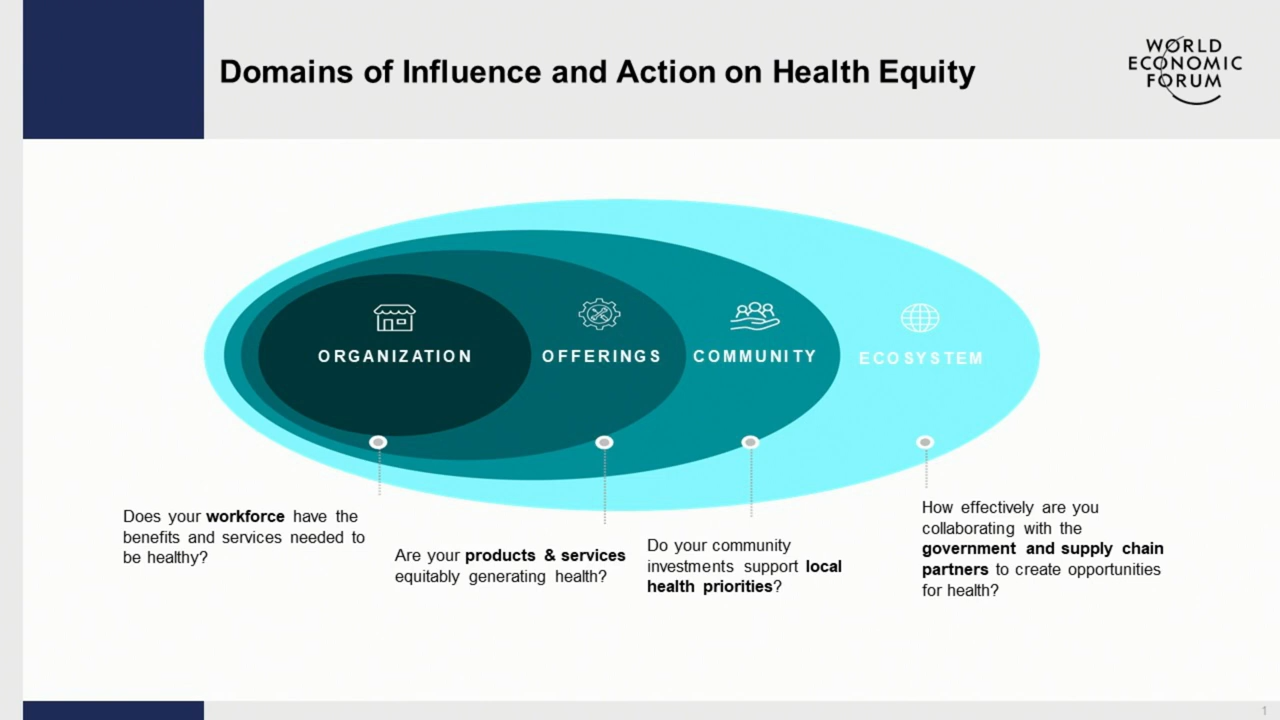 Domains of Influence and Action on Health Equity
WORLD
ECONOMIC
FORUM
ORGANIZATION
OFFERINGS
COMMUNITY
ECOSYSTEM
Does your workforce have the
benefits and services needed to
be healthy?
Are your products & services
equitably generating health?
Do your community
investments support local
health priorities?
How effectively are you
collaborating with the
government and supply chain
partners to create opportunities
for health?
1